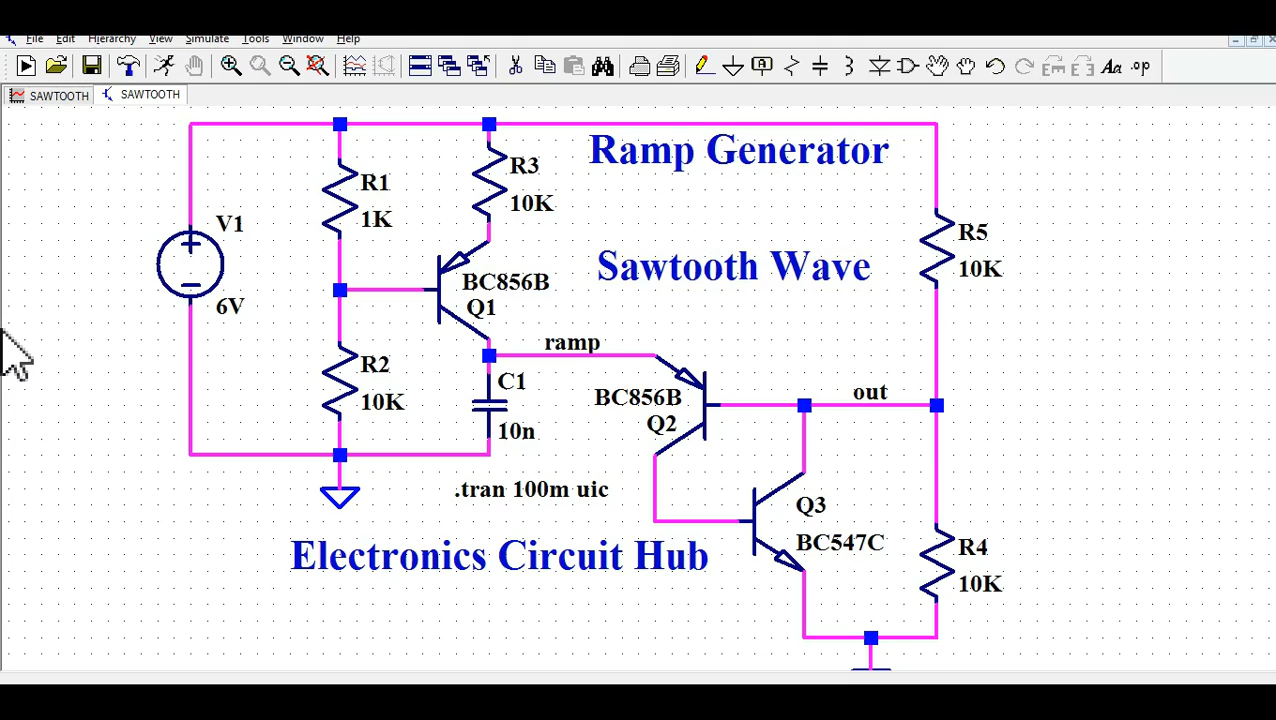 File Edit Hierarchy View Simulate Tools Window Help
SAWTOOTH SAWTOOTH
Ramp Generator
R3
10K
R1
1K
V1
6V
R5
10K
Sawtooth Wave
BC856B
Q1
ramp
R2
10K
C1
10n
BC856B
Q2
out
.tran 100m uic
Q3
BC547C
R4
10K
Electronics Circuit Hub
Aa .op